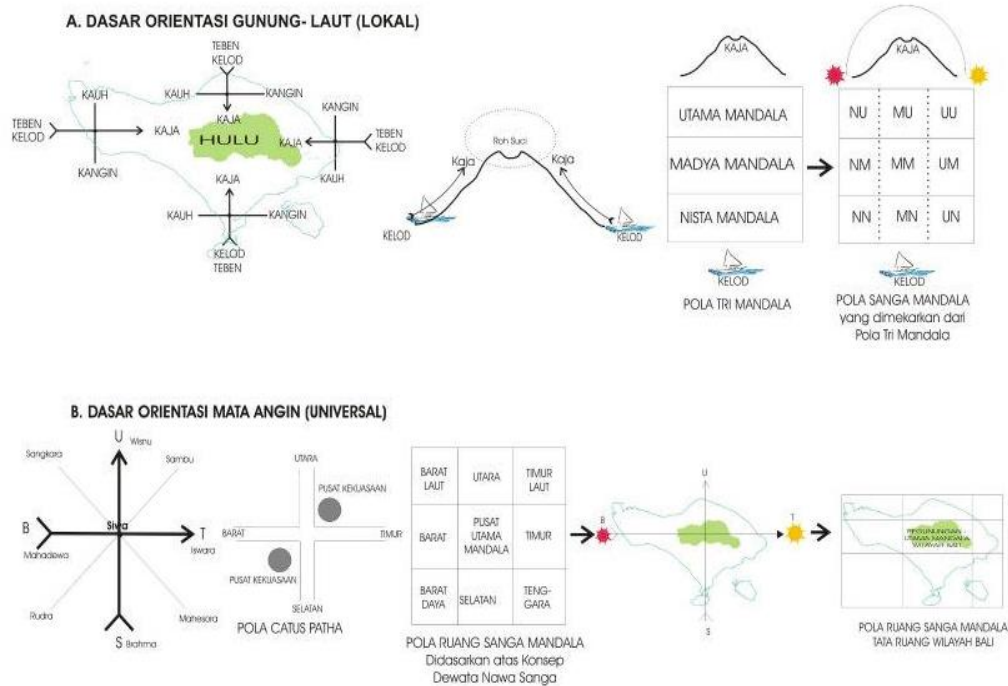 A. DASAR ORIENTASI GUNUNG- LAUT (LOKAL)
TEBEN
KELOD
KAUH
KANGIN
KAJA
KAUH
TEBEN
KELOD
KAJA
KANGIN
HULU
KANGIN
KAJA
TEBEN
KELOD
KAUH
KAJA
KAUH
KANGIN
KELOD
TEBEN
Roh Suci
Kaja
Kaja
KELOD
KELOD
KAJA
UTAMA MANDALA
MADYA MANDALA
NISTA MANDALA
KELOD
POLA TRI MANDALA
KAJA
NU MU UU
NM MM UM
NN MN UN
KELOD
POLA SANGA MANDALA
yang dimekarkan dari
Pola Tri Mandala
B. DASAR ORIENTASI MATA ANGIN (UNIVERSAL)
U Wisnu
Sangkara
Sambu
B
Siwa
T
Mahadewa
Iswara
Rudra
Mahesora
S Brahma
UTARA
PUSAT KEKUASAAN
BARAT
TIMUR
PUSAT KEKUASAAN
SELATAN
POLA CATUS PATHA
BARAT
LAUT
UTARA
TIMUR
LAUT
BARAT
PUSAT
UTAMA
MANDALA
TIMUR
BARAT
DAYA
SELATAN
TENG-
GARA
POLA RUANG SANGA MANDALA
Didasarkan atas Konsep
Dewata Nawa Sanga
U
B
T
S
PEGUNUNGAN -
UTAMA MANDALA
WILAYAH BALI
POLA RUANG SANGA MANDALA
TATA RUANG WILAYAH BALI